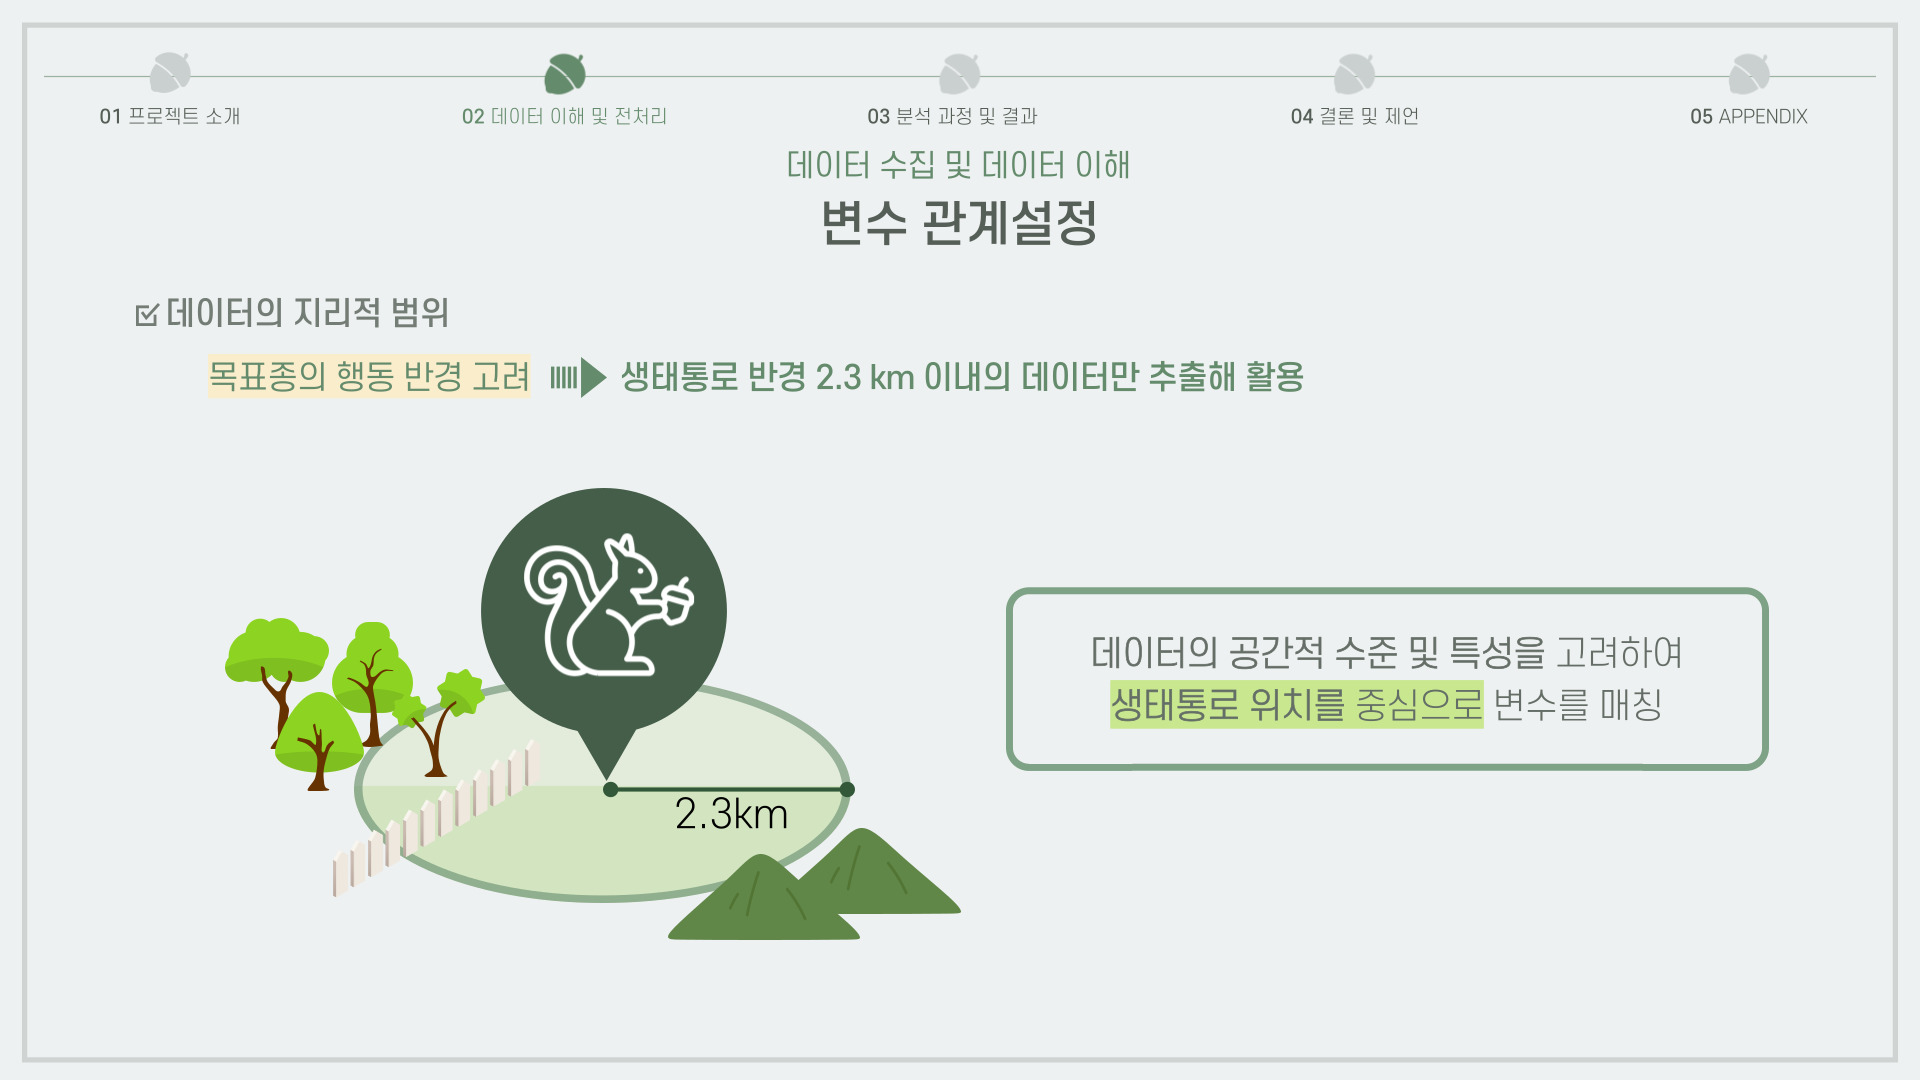 01 프로젝트 소개
02 데이터 이해 및 전처리
03 분석 과정 및 결과
04 결론 및 제언
05 APPENDIX
데이터 수집 및 데이터 이해
변수 관계설정
데이터의 지리적 범위
목표종의 행동 반경 고려
생태통로 반경 2.3 km 이내의 데이터만 추출해 활용
2.3km
데이터의 공간적 수준 및 특성을 고려하여
생태통로 위치를 중심으로 변수를 매칭